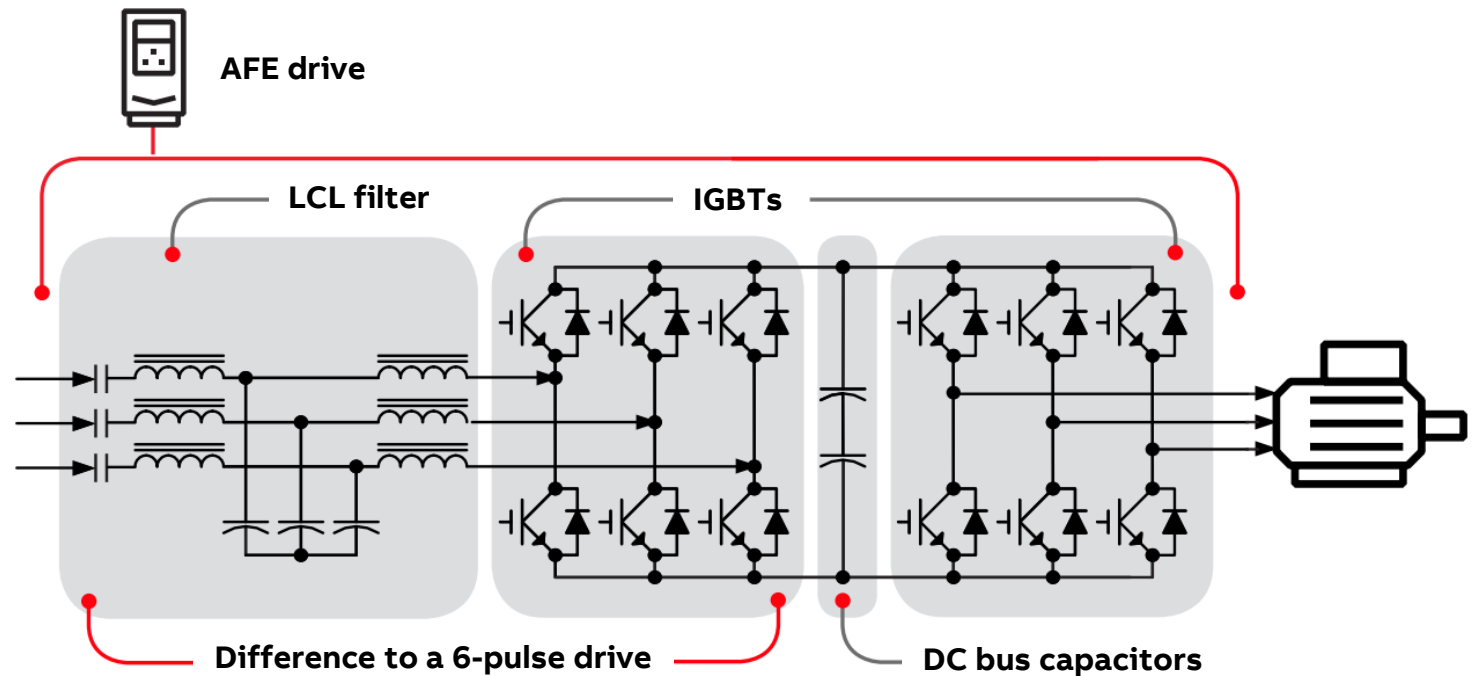 AFE drive
LCL filter
IGBTs
Difference to a 6-pulse drive
DC bus capacitors